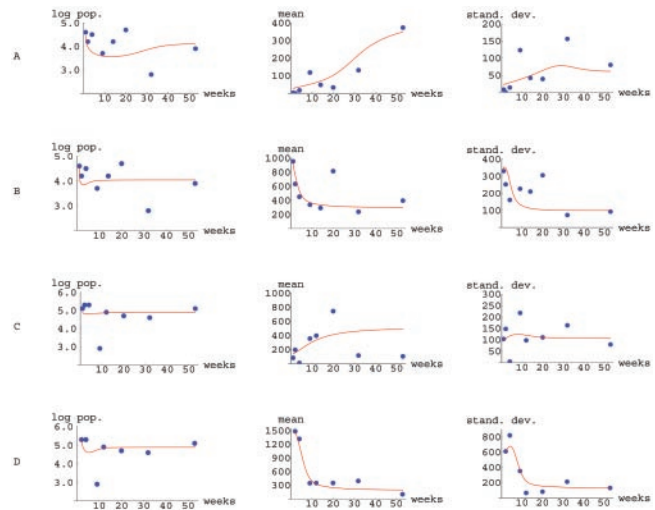 log pop. mean stand. dev.
5.0 400 200
4.0 300 150
3.0 200 100
100 50
A
10 20 30 40 50 weeks 10 20 30 40 50 weeks 10 20 30 40 50 weeks
log pop. mean stand. dev.
5.0 1000 400
4.0 800 300
3.0 600 200
400 100
200
B
10 20 30 40 50 weeks 10 20 30 40 50 weeks 10 20 30 40 50 weeks
log pop. mean stand. dev.
6.0 1000 300
5.0 800 250
4.0 600 200
3.0 400 150
200 100
50
C
10 20 30 40 50 weeks 10 20 30 40 50 weeks 10 20 30 40 50 weeks
log pop. mean stand. dev.
6.0 1500 800
5.0 1200 600
4.0 900 400
3.0 600 200
300
D
10 20 30 40 50 weeks 10 20 30 40 50 weeks 10 20 30 40 50 weeks